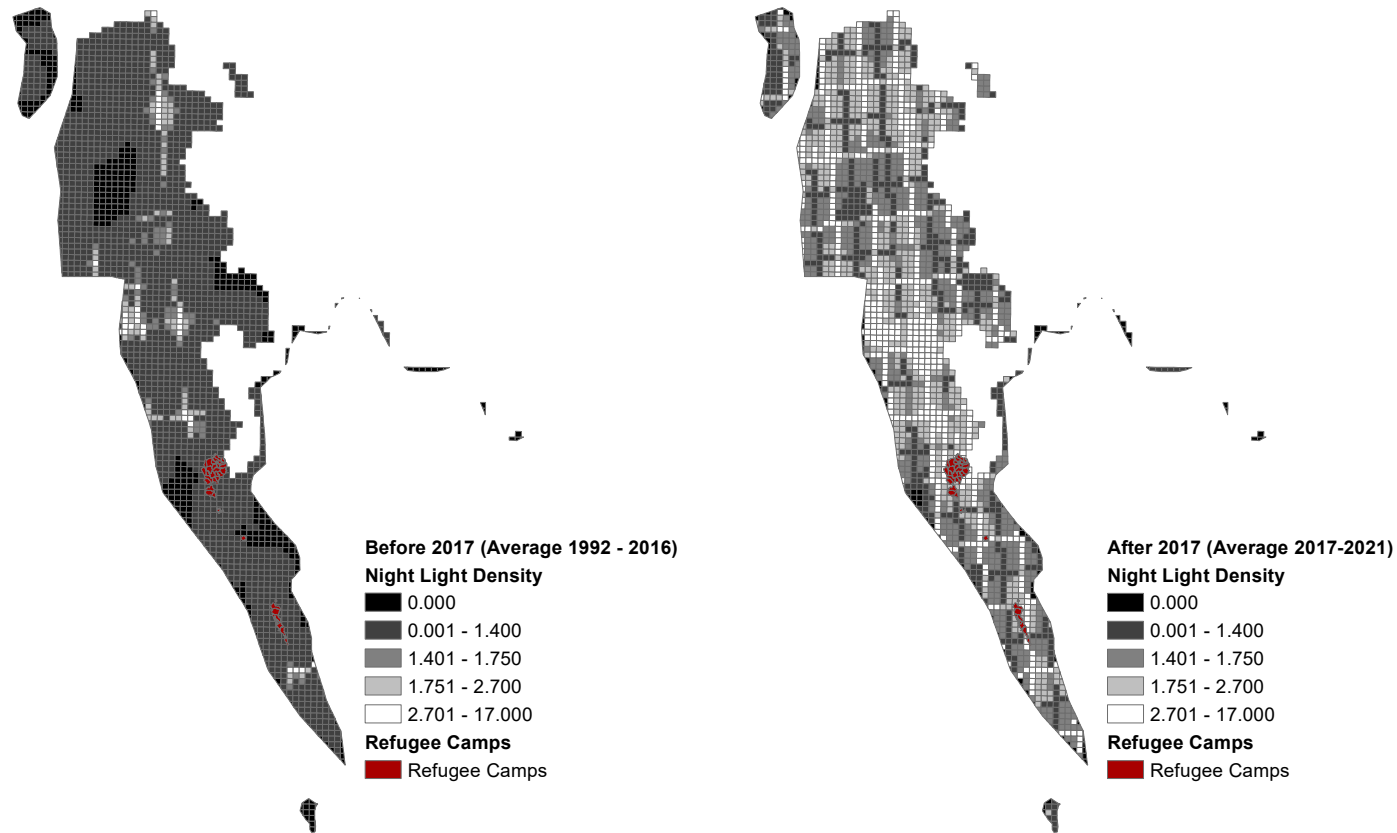 Before 2017 (Average 1992 - 2016)
Night Light Density
0.000
0.001 - 1.400
1.401 - 1.750
1.751 - 2.700
2.701 - 17.000
Refugee Camps
Refugee Camps
After 2017 (Average 2017-2021)
Night Light Density
0.000
0.001 - 1.400
1.401 - 1.750
1.751 - 2.700
2.701 - 17.000
Refugee Camps
Refugee Camps